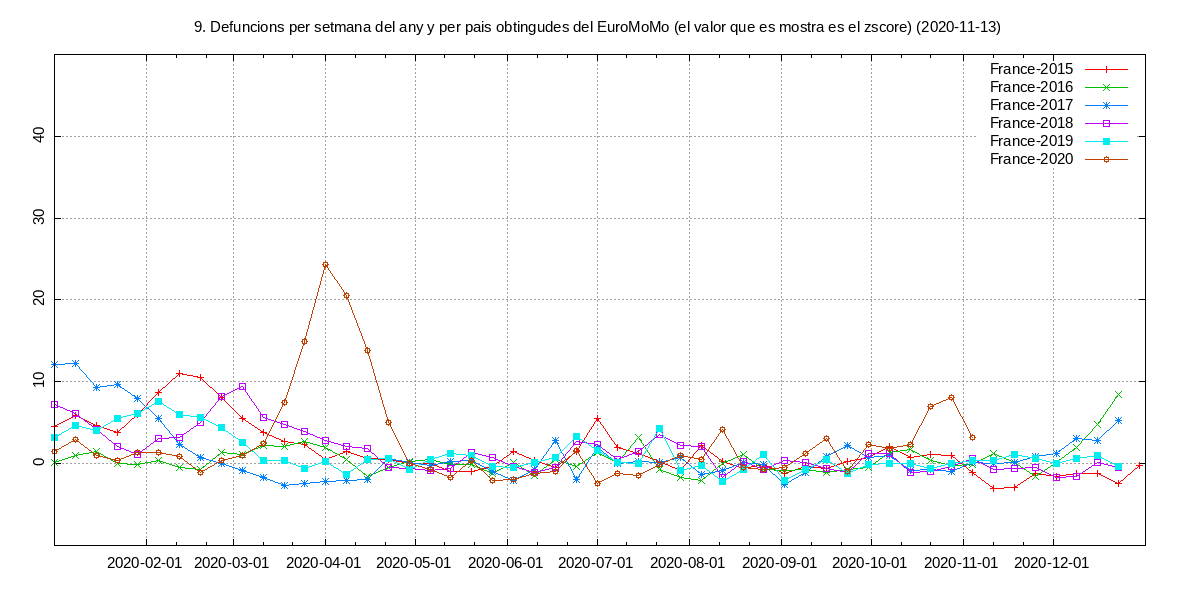 9. Defuncions per setmana del any y per pais obtingudes del EuroMoMo (el valor que es mostra es el zscore) (2020-11-13)
France-2015
France-2016
France-2017
France-2018
France-2019
France-2020
40
30
20
10
0
2020-02-01 2020-03-01 2020-04-01 2020-05-01 2020-06-01 2020-07-01 2020-08-01 2020-09-01 2020-10-01 2020-11-01 2020-12-01